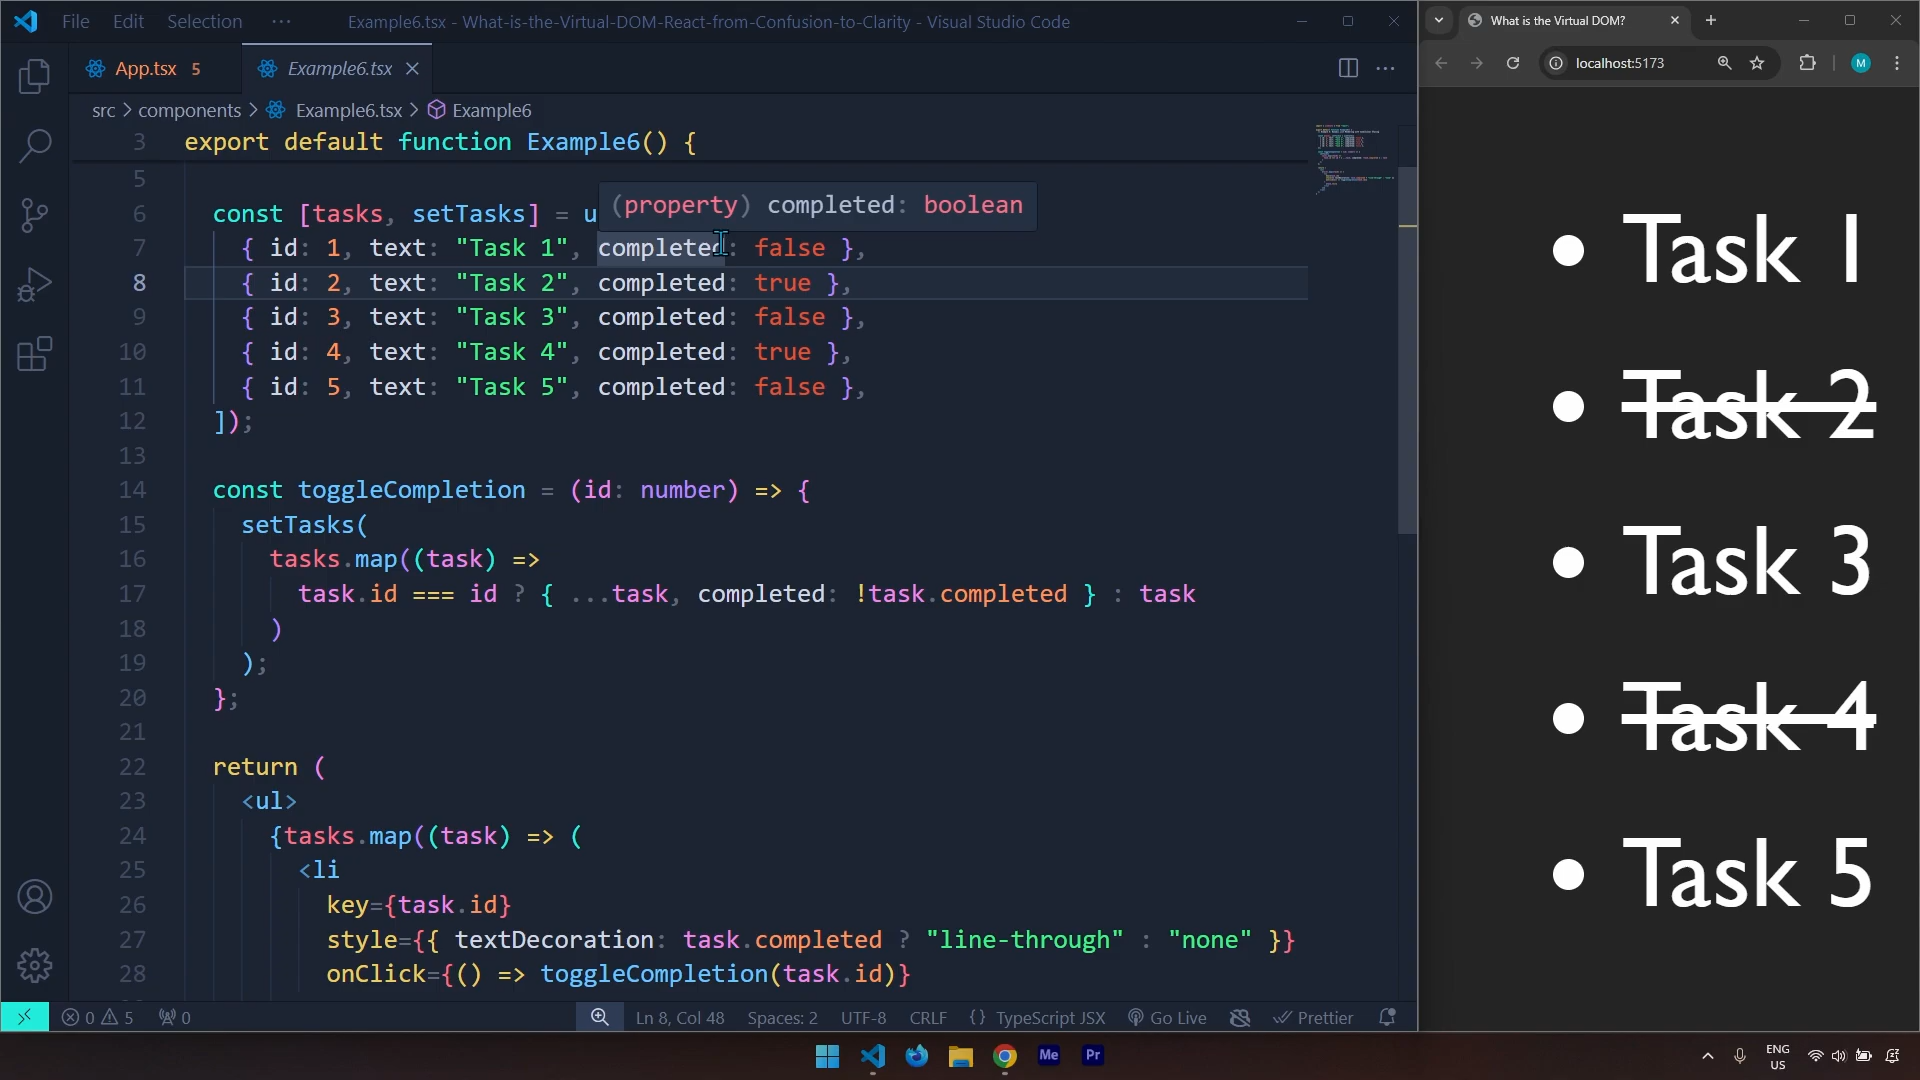 File Edit Selection ··· Example6.tsx - What-is-the-Virtual-DOM-React-from-Confusion-to-Clarity - Visual Studio Code
App.tsx 5 Example6.tsx
src > components > Example6.tsx > Example6
3 export default function Example6() {
5
(property) completed: boolean
6 const [tasks, setTasks] = u
7 { id: 1, text: "Task 1", completed: false },
8 { id: 2, text: "Task 2", completed: true },
9 { id: 3, text: "Task 3", completed: false },
10 { id: 4, text: "Task 4", completed: true },
11 { id: 5, text: "Task 5", completed: false },
12 ]);
13
14 const toggleCompletion = (id: number) => {
15 setTasks(
16 tasks.map((task) =>
17 task.id === id ? { ...task, completed: !task.completed } : task
18 )
19 );
20 };
21
22 return (
23 <ul>
24 {tasks.map((task) => (
25 <li
26 key={task.id}
27 style={{ textDecoration: task.completed ? "line-through" : "none" }}
28 onClick={() => toggleCompletion(task.id)}
0 5 0 Ln 8, Col 48 Spaces: 2 UTF-8 CRLF {} TypeScript JSX Go Live Prettier
What is the Virtual DOM?
localhost:5173
M
• Task 1
• Task 2
• Task 3
• Task 4
• Task 5
Me Pr
ENG
US